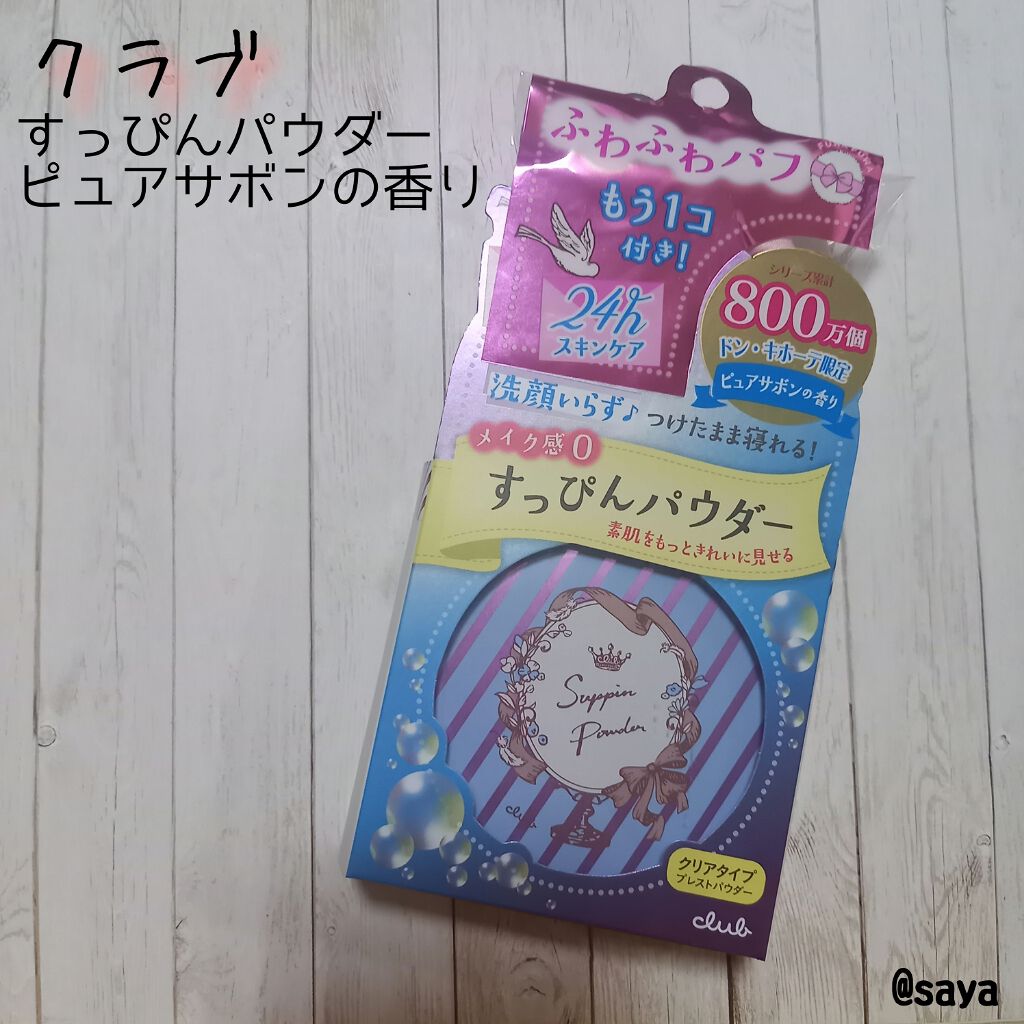 クラブ
すっぴんパウダー
ピュアサボンの香り
ふわふわパフ
もう1コ
付き!
24h
スキンケア
シリーズ累計
800万個
ドン・キホーテ限定
ピュアサボンの香り
洗顔いらず♪つけたまま寝れる!
メイク感0
すっぴんパウダー
素肌をもっときれいに見せる
Suppin
Powder
club
クリアタイプ
プレストパウダー
club
@saya